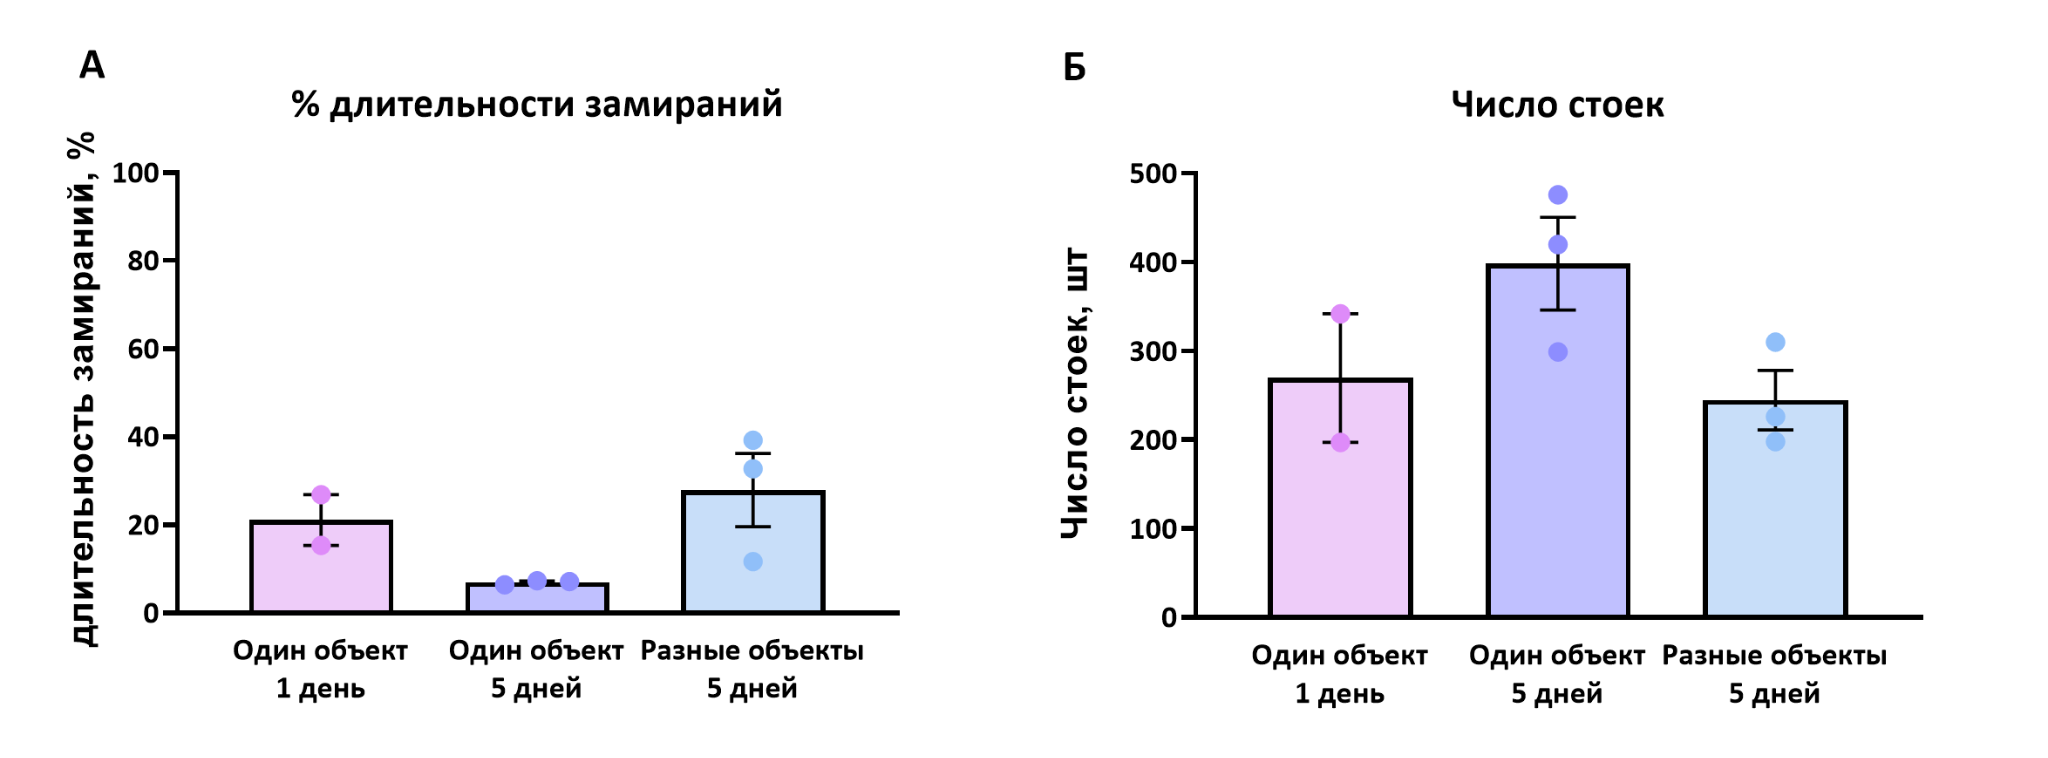 А
% длительности замираний
длительность замираний, %
100
80
60
40
20
0
Один объект
1 день
Один объект
5 дней
Разные объекты
5 дней
Б
Число стоек
Число стоек, шт
500
400
300
200
100
0
Один объект
1 день
Один объект
5 дней
Разные объекты
5 дней